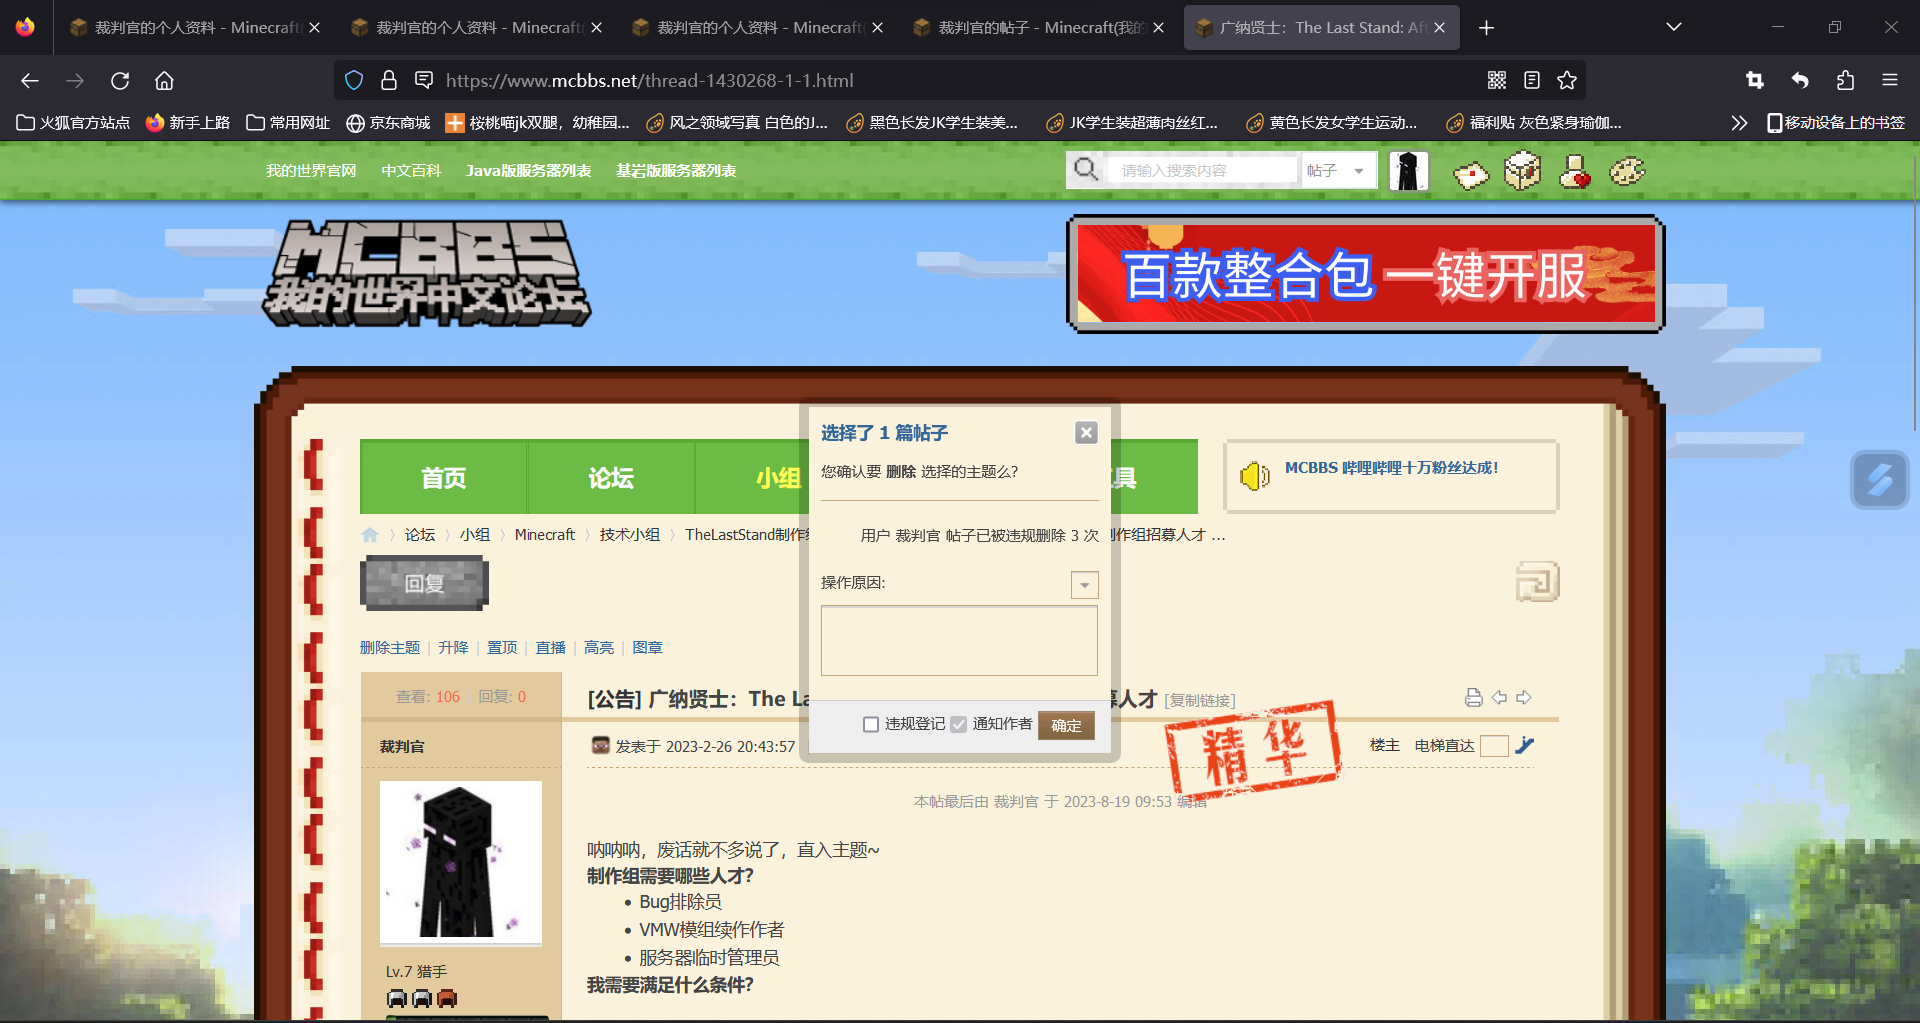 裁判官的个人资料 - Minecraft(
裁判官的个人资料 - Minecraft(
裁判官的个人资料 - Minecraft(
裁判官的帖子 - Minecraft(我的
广纳贤士：The Last Stand: Aft
https://www.mcbbs.net/thread-1430268-1-1.html
火狐官方站点
新手上路
常用网址
京东商城
桜桃喵jk双腿，幼稚园...
风之领域写真 白色的J...
黑色长发JK学生装美...
JK学生装超薄肉丝红...
黄色长发女学生运动...
福利贴 灰色紧身瑜伽...
移动设备上的书签
我的世界官网
中文百科
Java版服务器列表
基岩版服务器列表
请输入搜索内容
帖子
MCBBS
我的世界中文论坛
百款整合包 一键开服
首页
论坛
小组
具
MCBBS 哔哩哔哩十万粉丝达成！
论坛
小组
Minecraft
技术小组
TheLastStand制作
制作组招募人才 ...
选择了 1 篇帖子
您确认要 删除 选择的主题么?
用户 裁判官 帖子已被违规删除 3 次
操作原因:
违规登记
通知作者
确定
回复
删除主题 | 升降 | 置顶 | 直播 | 高亮 | 图章
查看: 106 | 回复: 0
[公告] 广纳贤士：The La
募人才 [复制链接]
精华
裁判官
发表于 2023-2-26 20:43:57
楼主
电梯直达
本帖最后由 裁判官 于 2023-8-19 09:53 编辑
呐呐呐，废话就不多说了，直入主题~
制作组需要哪些人才?
• Bug排除员
• VMW模组续作作者
• 服务器临时管理员
我需要满足什么条件?
Lv.7 猎手